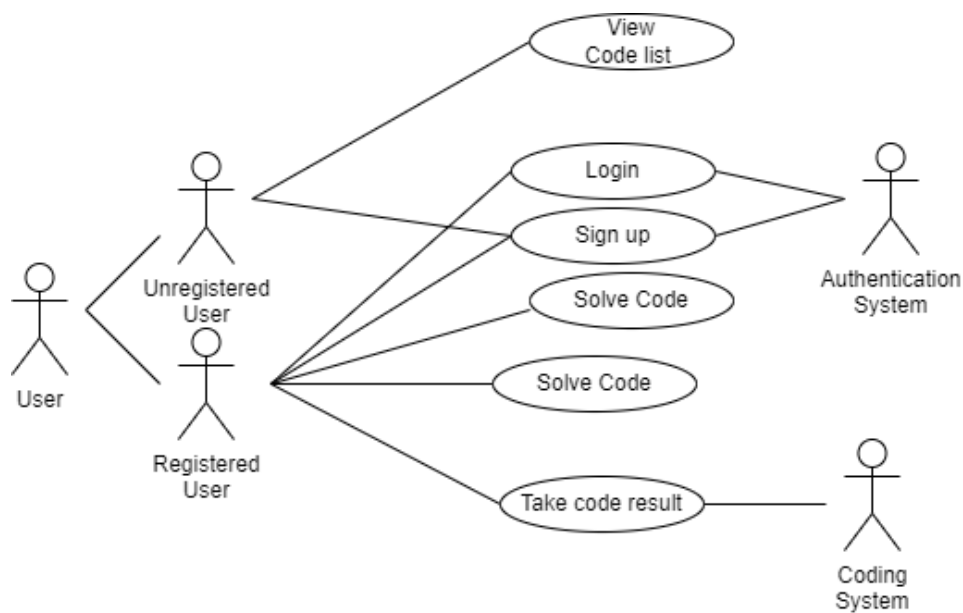 View
Code list
Login
Sign up
Solve Code
Solve Code
Take code result
Unregistered
User
User
Registered
User
Authentication
System
Coding
System